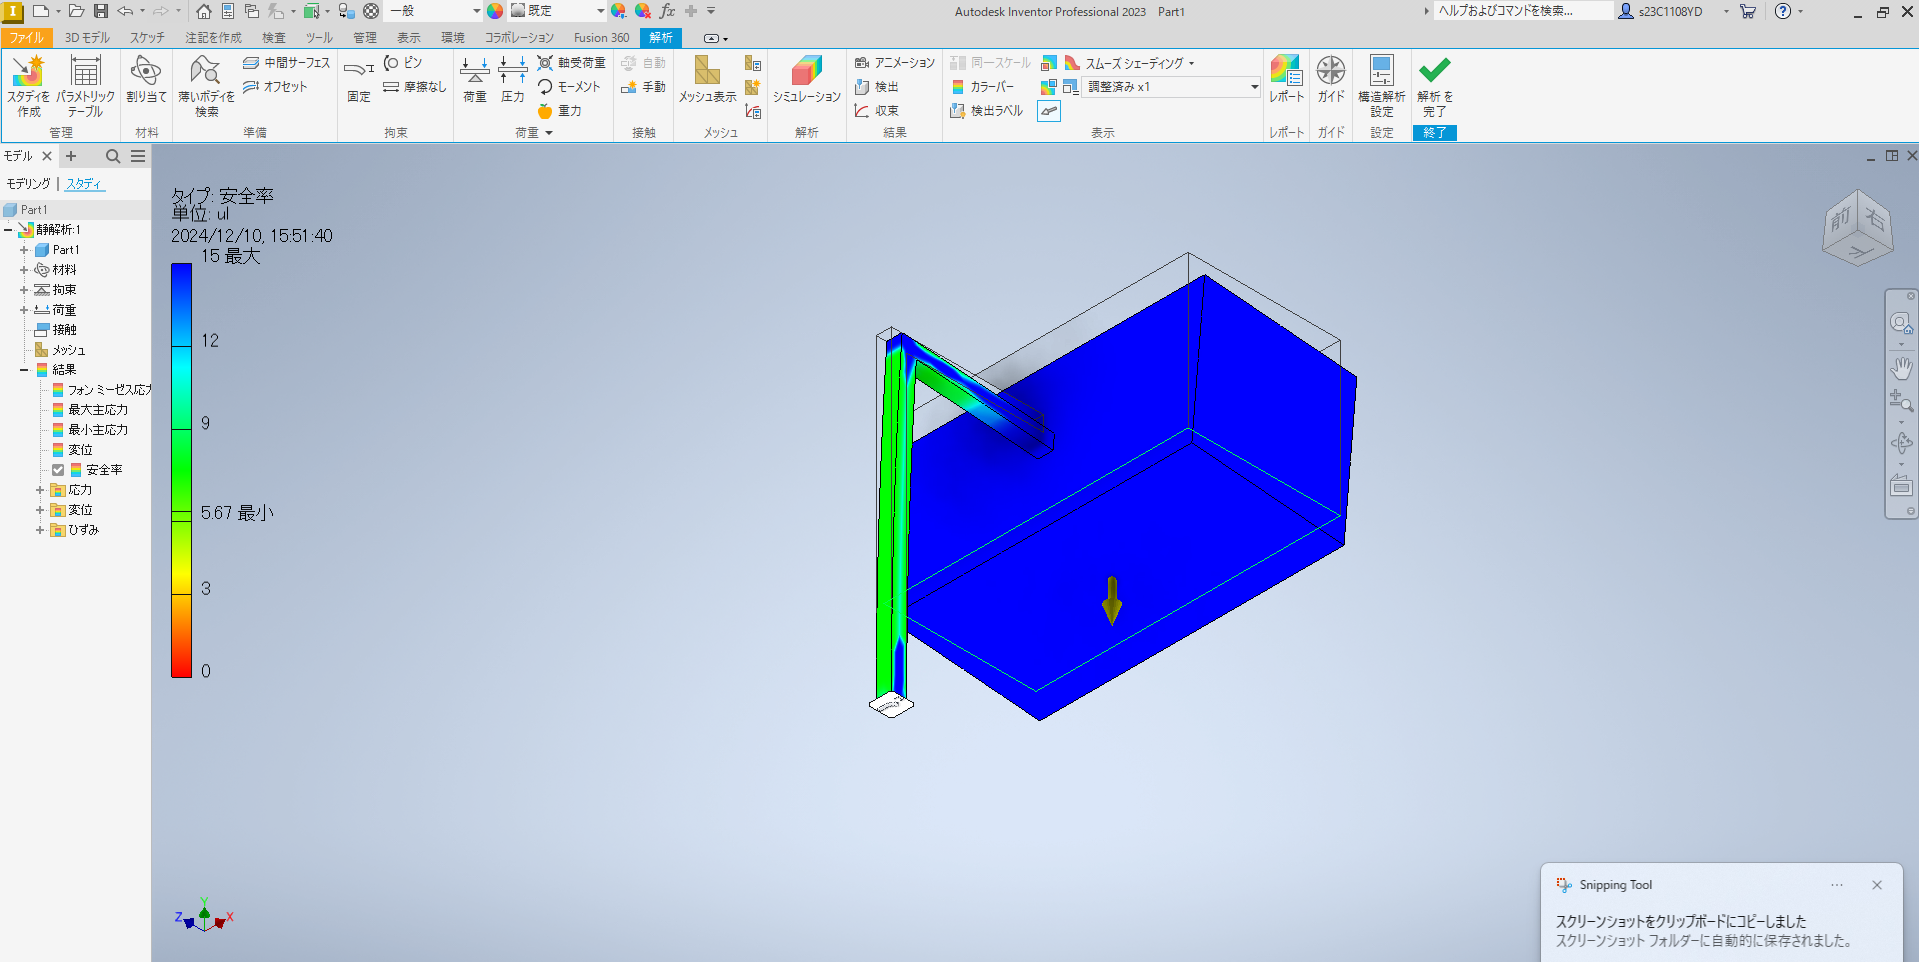 一般
既定
fx
Autodesk Inventor Professional 2023 Part1
ヘルプおよびコマンドを検索...
s23C1108YD
ファイル 3D モデル スケッチ 注記を作成 検査 ツール 管理 表示 環境 コラボレーション Fusion 360 解析
スタディを
作成
パラメトリック
テーブル
管理
割り当て
材料
薄いボディを
検索
中間サーフェス
オフセット
準備
固定
ピン
摩擦なし
拘束
荷重
圧力
軸受荷重
モーメント
重力
荷重
自動
手動
接触
メッシュ表示
メッシュ
シミュレーション
解析
アニメーション
検出
収束
結果
同一スケール
カラーバー
検出ラベル
スムーズ シェーディング
調整済み x1
表示
レポート
レポート
ガイド
ガイド
構造解析
設定
設定
解析 を
完了
終了
モデル
モデリング | スタディ
Part1
静解析:1
Part1
材料
拘束
荷重
接触
メッシュ
結果
フォン ミーゼス応力
最大主応力
最小主応力
変位
安全率
応力
変位
ひずみ
タイプ: 安全率
単位: ul
2024/12/10, 15:51:40
15 最大
12
9
5.67 最小
3
0
前
右
Y
Z
X
Snipping Tool
スクリーンショットをクリップボードにコピーしました
スクリーンショット フォルダーに自動的に保存されました。